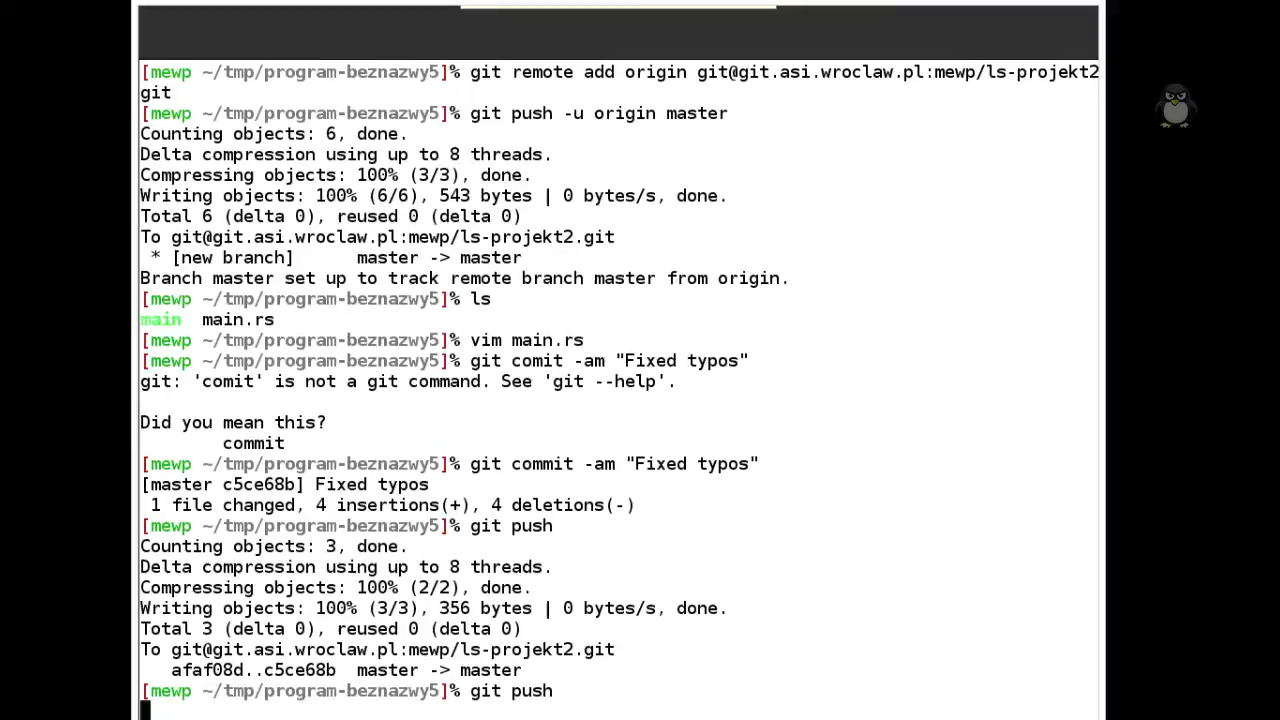 [mewp ~/tmp/program-beznazwy5]% git remote add origin git@git.asi.wroclaw.pl:mewp/ls-projekt2
git
[mewp ~/tmp/program-beznazwy5]% git push -u origin master
Counting objects: 6, done.
Delta compression using up to 8 threads.
Compressing objects: 100% (3/3), done.
Writing objects: 100% (6/6), 543 bytes | 0 bytes/s, done.
Total 6 (delta 0), reused 0 (delta 0)
To git@git.asi.wroclaw.pl:mewp/ls-projekt2.git
 * [new branch]      master -> master
Branch master set up to track remote branch master from origin.
[mewp ~/tmp/program-beznazwy5]% ls
main  main.rs
[mewp ~/tmp/program-beznazwy5]% vim main.rs
[mewp ~/tmp/program-beznazwy5]% git comit -am "Fixed typos"
git: 'comit' is not a git command. See 'git --help'.
Did you mean this?
        commit
[mewp ~/tmp/program-beznazwy5]% git commit -am "Fixed typos"
[master c5ce68b] Fixed typos
 1 file changed, 4 insertions(+), 4 deletions(-)
[mewp ~/tmp/program-beznazwy5]% git push
Counting objects: 3, done.
Delta compression using up to 8 threads.
Compressing objects: 100% (2/2), done.
Writing objects: 100% (3/3), 356 bytes | 0 bytes/s, done.
Total 3 (delta 0), reused 0 (delta 0)
To git@git.asi.wroclaw.pl:mewp/ls-projekt2.git
   afaf08d..c5ce68b  master -> master
[mewp ~/tmp/program-beznazwy5]% git push